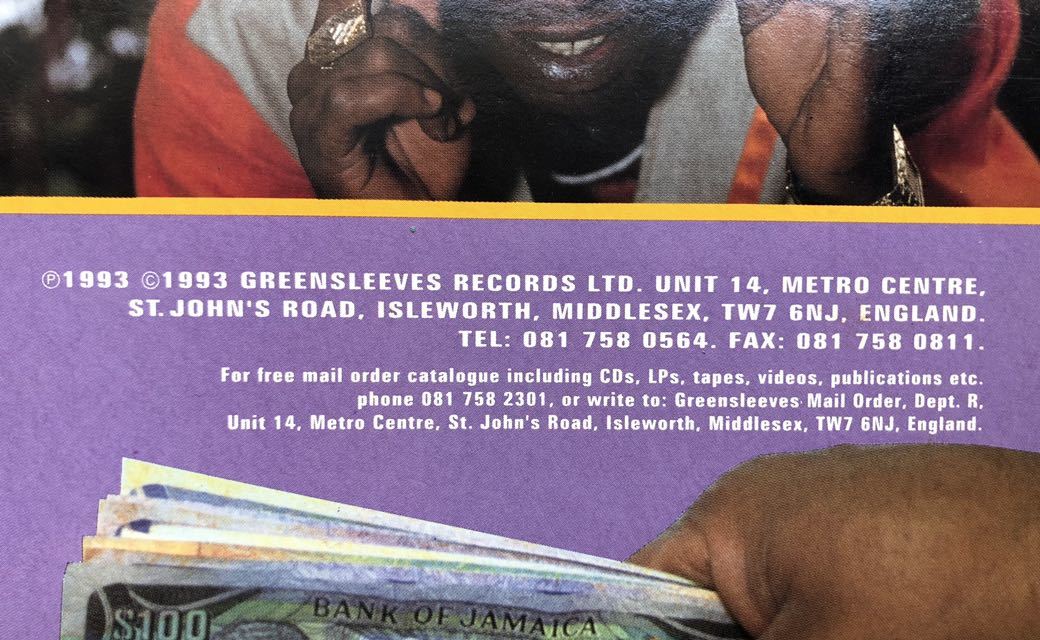 ℗1993 ©1993 GREENSLEEVES RECORDS LTD. UNIT 14, METRO CENTRE,
ST. JOHN'S ROAD, ISLEWORTH, MIDDLESEX, TW7 6NJ, ENGLAND.
TEL: 081 758 0564. FAX: 081 758 0811.
For free mail order catalogue including CDs, LPs, tapes, videos, publications etc.
phone 081 758 2301, or write to: Greensleeves Mail Order, Dept. R,
Unit 14, Metro Centre, St. John's Road, Isleworth, Middlesex, TW7 6NJ, England.
BANK OF JAMAICA
$100